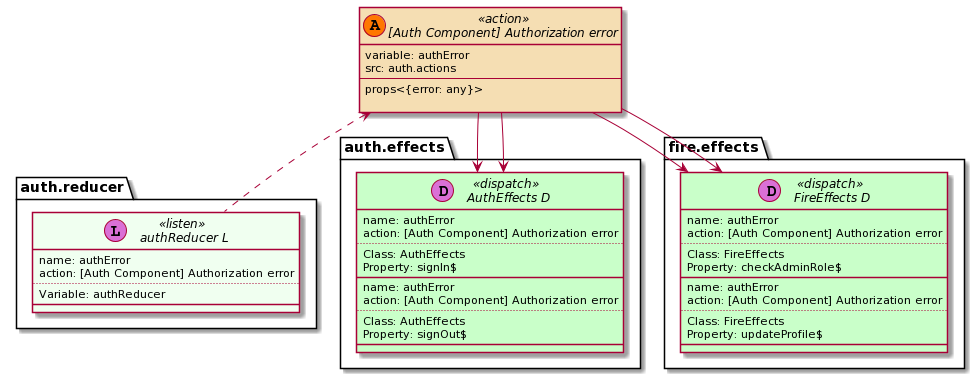 A
«action»
[Auth Component] Authorization error
variable: authError
src: auth.actions
props<{error: any}>
auth.reducer
L
«listen»
authReducer L
name: authError
action: [Auth Component] Authorization error
Variable: authReducer
auth.effects
D
«dispatch»
AuthEffects D
name: authError
action: [Auth Component] Authorization error
Class: AuthEffects
Property: signIn$
name: authError
action: [Auth Component] Authorization error
Class: AuthEffects
Property: signOut$
fire.effects
D
«dispatch»
FireEffects D
name: authError
action: [Auth Component] Authorization error
Class: FireEffects
Property: checkAdminRole$
name: authError
action: [Auth Component] Authorization error
Class: FireEffects
Property: updateProfile$